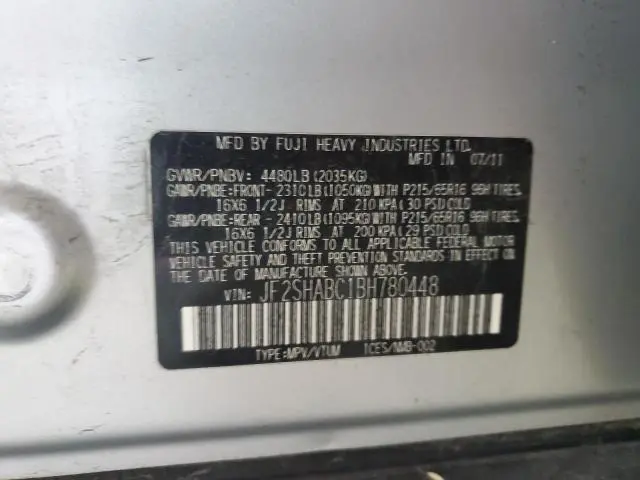 MFD BY FUJI HEAVY INDUSTRIES LTD.
MFD IN 07/11
GVWR/PNBV: 4480LB(2035KG)
GAWR/PNBE:FRONT- 2310LB(1050KG)WITH P215/65R16 96H TIRES,
16X6 1/2J RIMS AT 210 KPA(30 PSI)COLD
GAWR/PNBE:REAR - 2410LB(1095KG)WITH P215/65R16 96H TIRES,
16X6 1/2J RIMS AT 200 KPA(29 PSI)COLD
THIS VEHICLE CONFORMS TO ALL APPLICABLE FEDERAL MOTOR
VEHICLE SAFETY AND THEFT PREVENTION STANDARDS IN EFFECT ON
THE DATE OF MANUFACTURE SHOWN ABOVE.
VIN: JF2SHABC1BH780448
TYPE:MPV/VTUM ICES/NMB-002